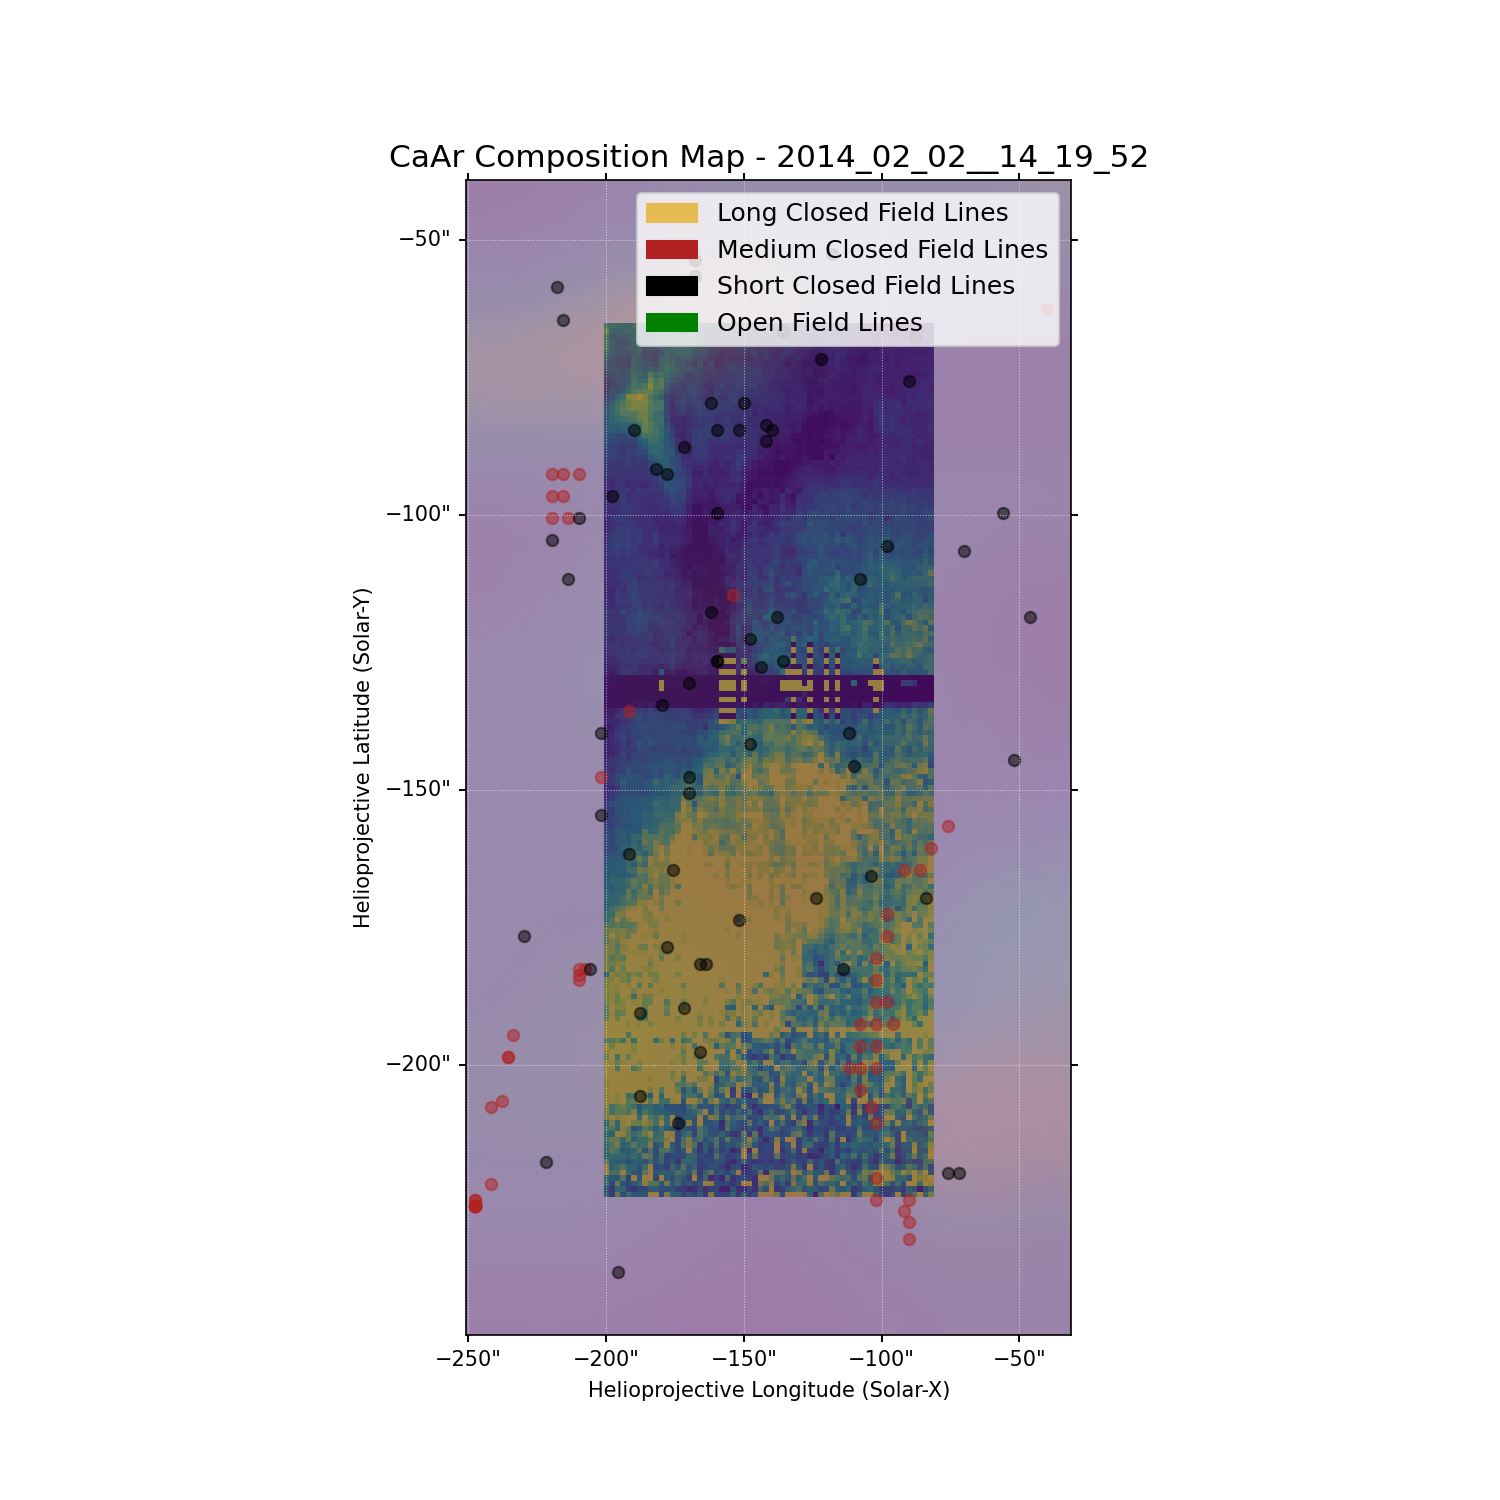 CaAr Composition Map - 2014_02_02__14_19_52
Long Closed Field Lines
Medium Closed Field Lines
Short Closed Field Lines
Open Field Lines
−50"
−100"
−150"
−200"
Helioprojective Latitude (Solar-Y)
−250" −200" −150" −100" −50"
Helioprojective Longitude (Solar-X)